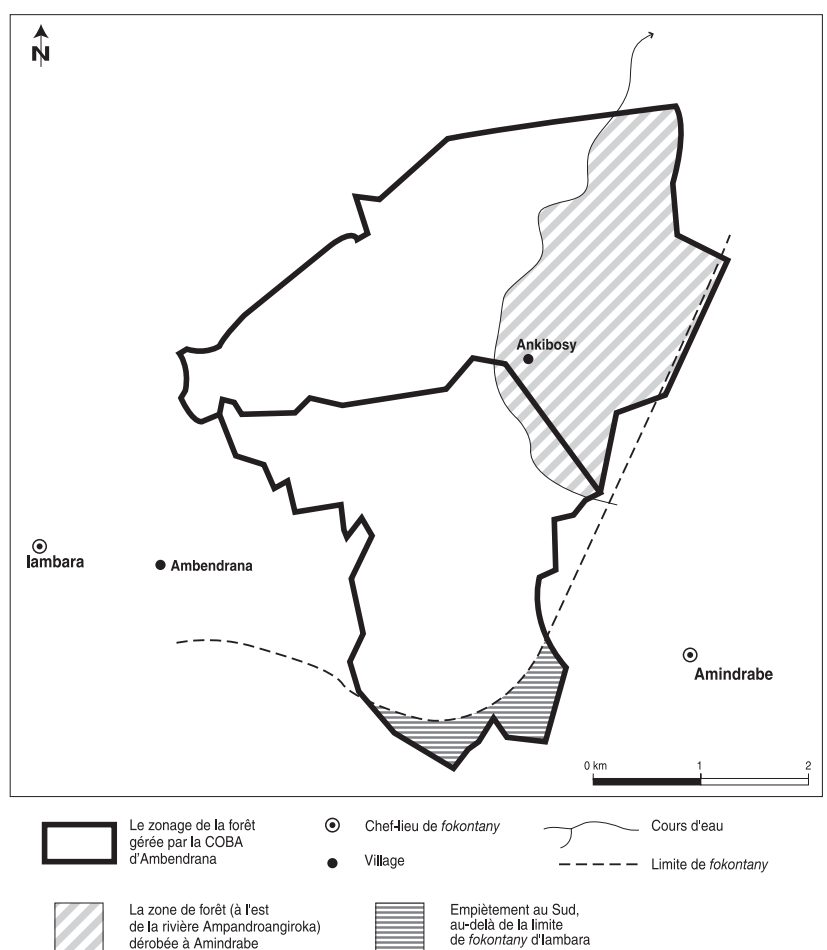 N
Ankibosy
Iambara
Ambendrana
Amindrabe
0 km 1 2
Le zonage de la forêt
gérée par la COBA
d'Ambendrana
Chef-lieu de fokontany
Village
Cours d'eau
Limite de fokontany
La zone de forêt (à l'est
de la rivière Ampandroangiroka)
dérobée à Amindrabe
Empiètement au Sud,
au-delà de la limite
de fokontany d'Iambara